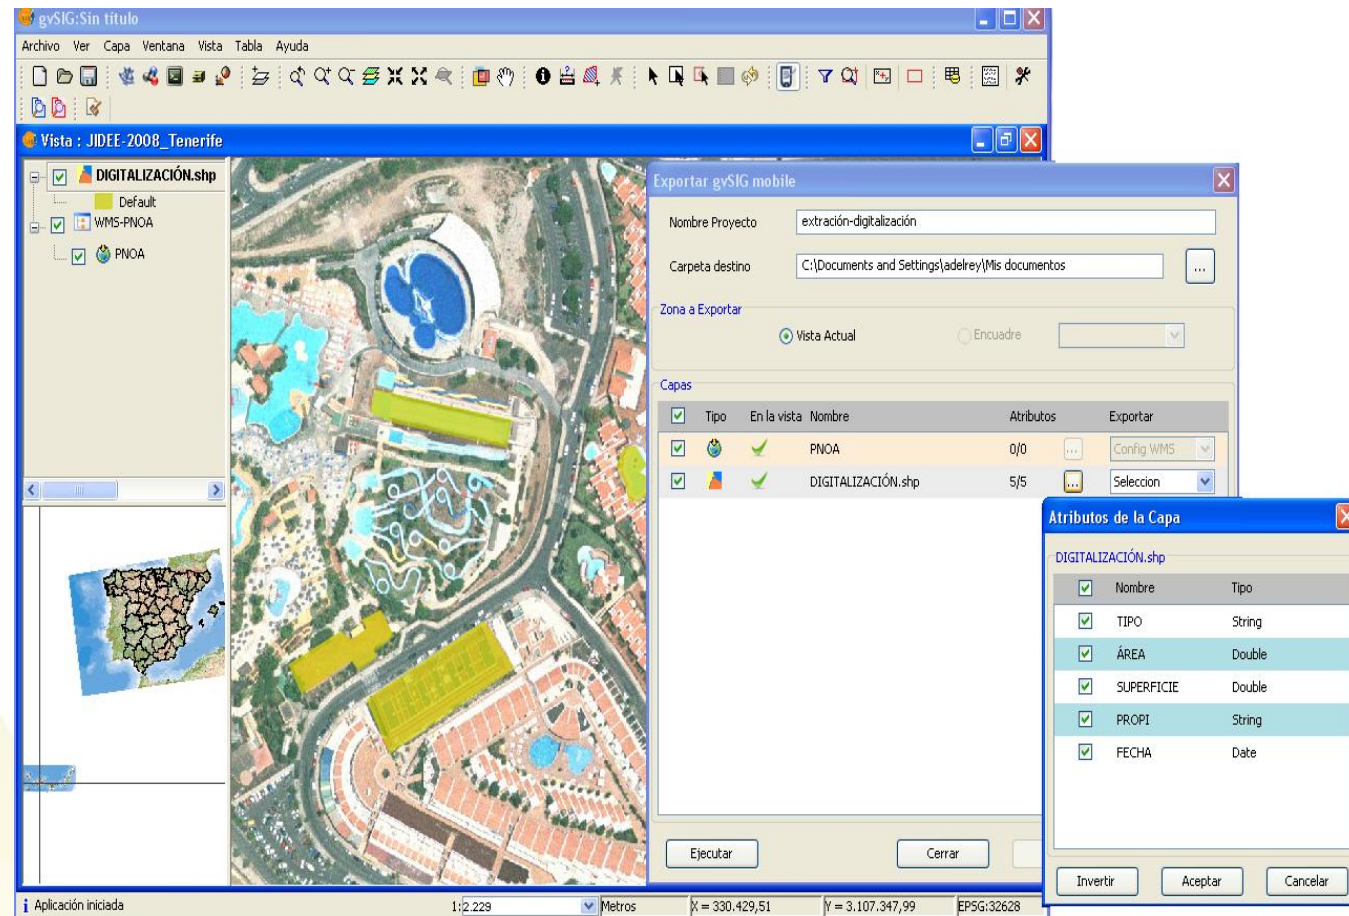 gvSIG:Sin título
Archivo Ver Capa Ventana Vista Tabla Ayuda
Vista : JIDEE-2008_Tenerife
DIGITALIZACIÓN.shp
Default
WMS-PNOA
PNOA
Exportar gvSIG mobile
Nombre Proyecto extración-digitalización
Carpeta destino C:\Documents and Settings\adelrey\Mis documentos ...
Zona a Exportar
Vista Actual Encuadre
Capas
Tipo En la vista Nombre Atributos Exportar
PNOA 0/0 ... Config WMS
DIGITALIZACIÓN.shp 5/5 ... Seleccion
Ejecutar Cerrar
Atributos de la Capa
DIGITALIZACIÓN.shp
Nombre Tipo
TIPO String
ÁREA Double
SUPERFICIE Double
PROPI String
FECHA Date
Invertir Aceptar Cancelar
Aplicación iniciada 1:2.229 Metros X = 330.429,51 Y = 3.107.347,99 EPSG:32628